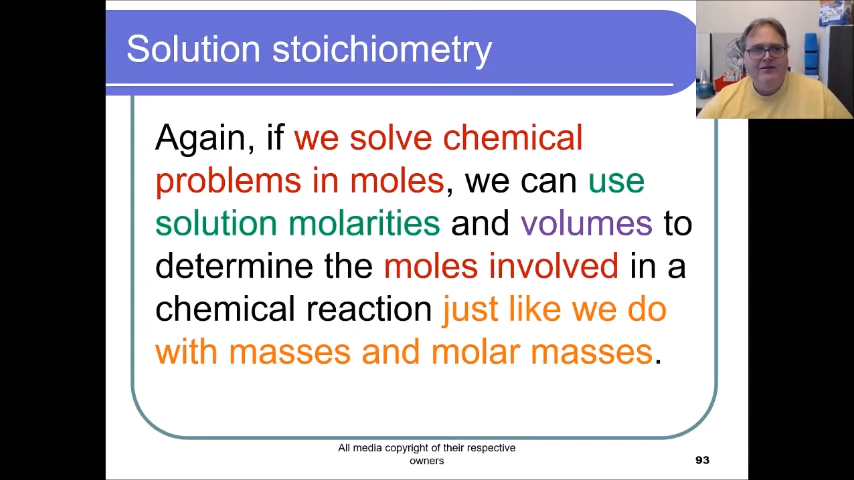 Solution stoichiometry
Again, if we solve chemical
problems in moles, we can use
solution molarities and volumes to
determine the moles involved in a
chemical reaction just like we do
with masses and molar masses.
All media copyright of their respective
owners
93